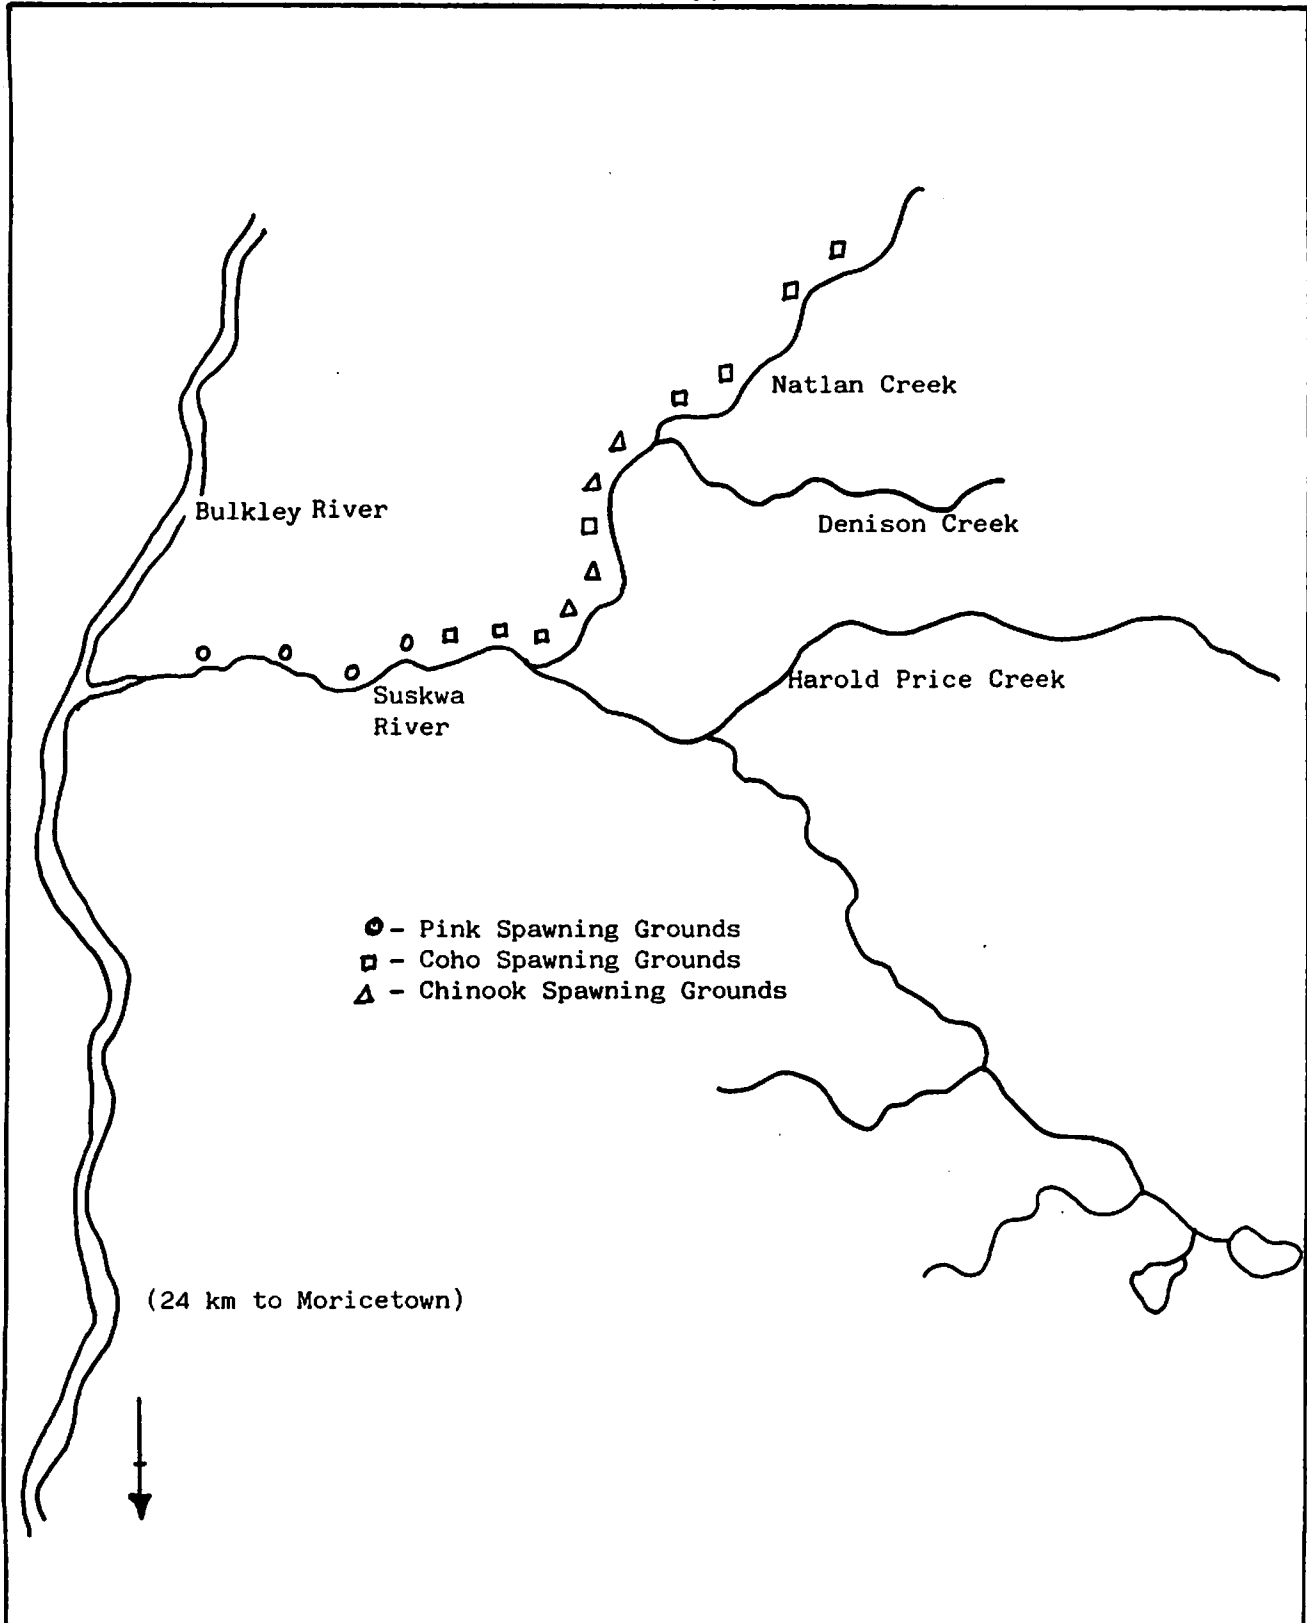 Natlan Creek
Bulkley River
Denison Creek
Harold Price Creek
Suskwa
River
- Pink Spawning Grounds
- Coho Spawning Grounds
- Chinook Spawning Grounds
(24 km to Moricetown)